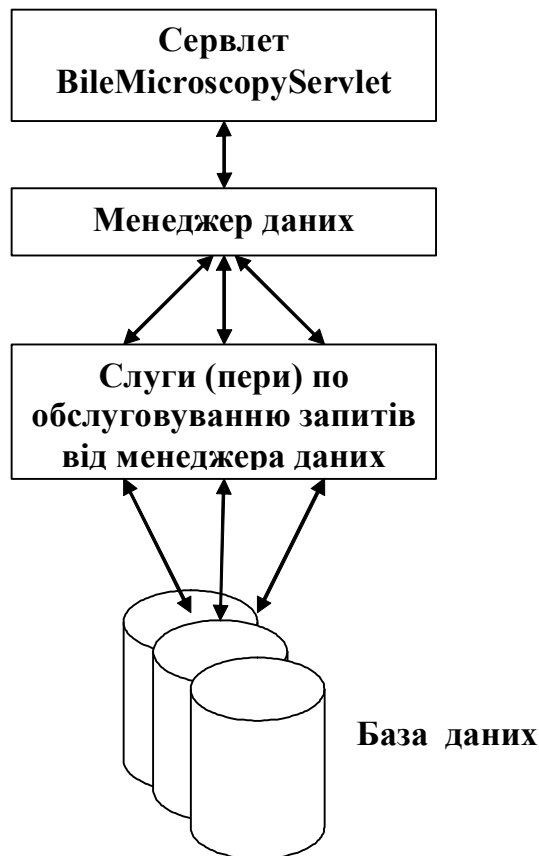 Сервлет
BileMicroscopyServlet
Менеджер даних
Слуги (пери) по
обслуговуванню запитів
від менеджера даних
База даних